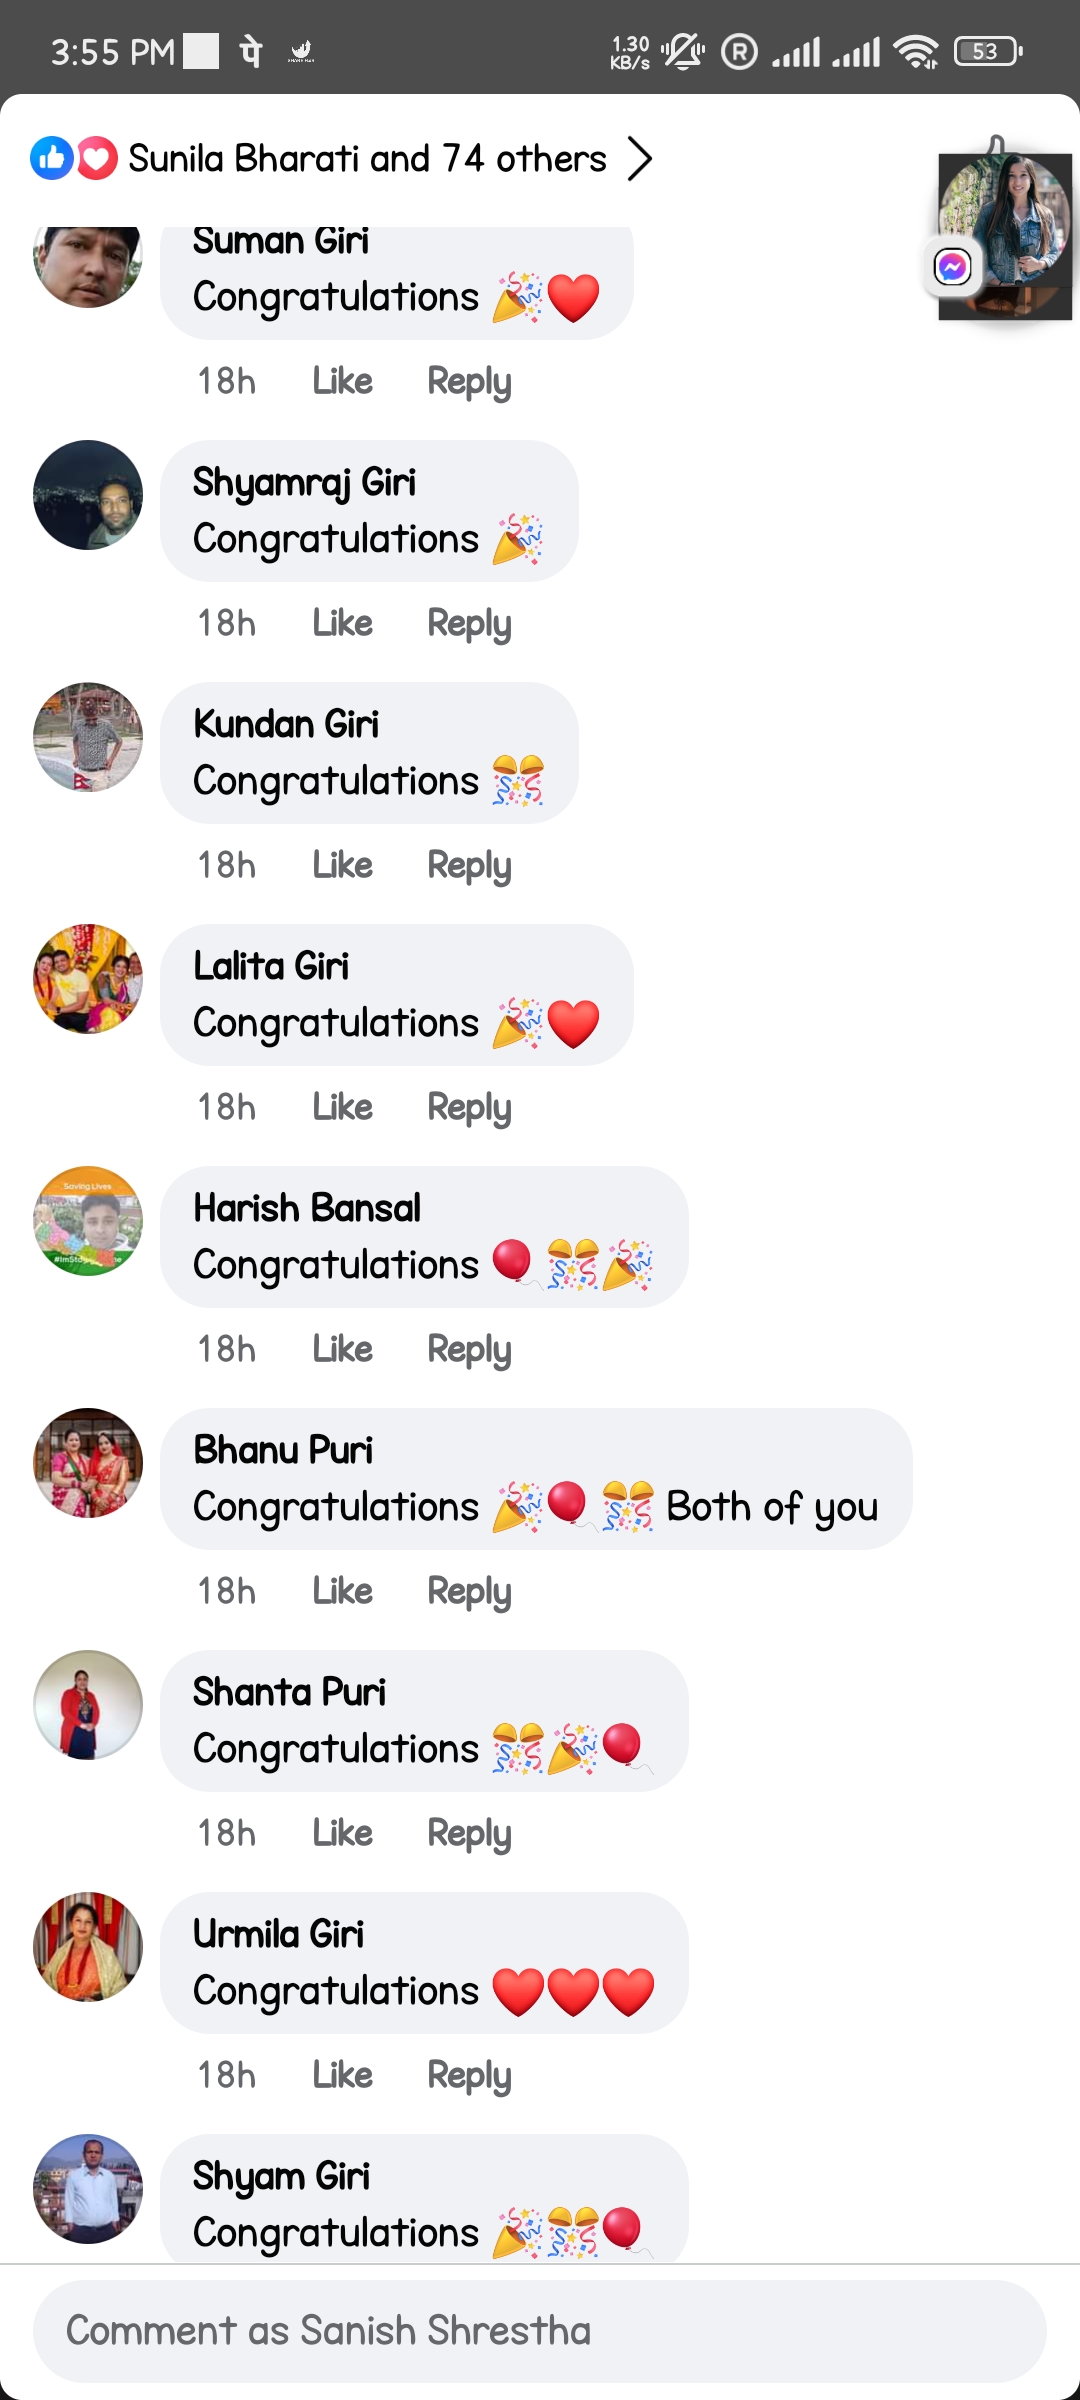 3:55 PM पे 1.30 KB/s R 53
Sunila Bharati and 74 others
Suman Giri
Congratulations 🎉❤️
18h Like Reply
Shyamraj Giri
Congratulations 🎉
18h Like Reply
Kundan Giri
Congratulations 🎊
18h Like Reply
Lalita Giri
Congratulations 🎉❤️
18h Like Reply
Saving Lives
Harish Bansal
Congratulations 🎈🎊🎉
18h Like Reply
Bhanu Puri
Congratulations 🎉🎈🎊 Both of you
18h Like Reply
Shanta Puri
Congratulations 🎊🎉🎈
18h Like Reply
Urmila Giri
Congratulations ❤️❤️❤️
18h Like Reply
Shyam Giri
Congratulations 🎉🎊🎈
Comment as Sanish Shrestha